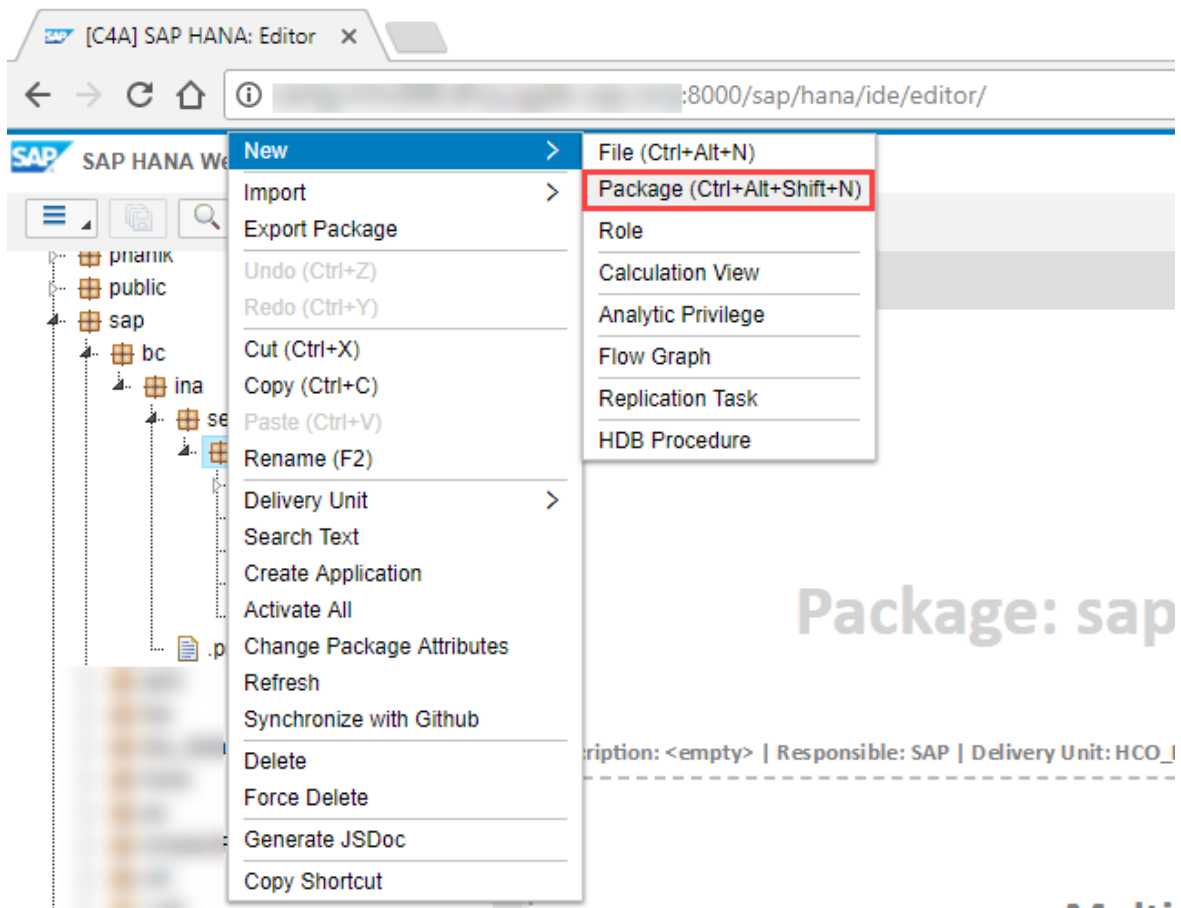 SAP [C4A] SAP HANA: Editor ×
:8000/sap/hana/ide/editor/
SAP SAP HANA We
New
Import
Export Package
Undo (Ctrl+Z)
Redo (Ctrl+Y)
Cut (Ctrl+X)
Copy (Ctrl+C)
Paste (Ctrl+V)
Rename (F2)
Delivery Unit
Search Text
Create Application
Activate All
Change Package Attributes
Refresh
Synchronize with Github
Delete
Force Delete
Generate JSDoc
Copy Shortcut
File (Ctrl+Alt+N)
Package (Ctrl+Alt+Shift+N)
Role
Calculation View
Analytic Privilege
Flow Graph
Replication Task
HDB Procedure
phanik
public
sap
bc
ina
se
.p
Package: sap
ription: <empty> | Responsible: SAP | Delivery Unit: HCO_